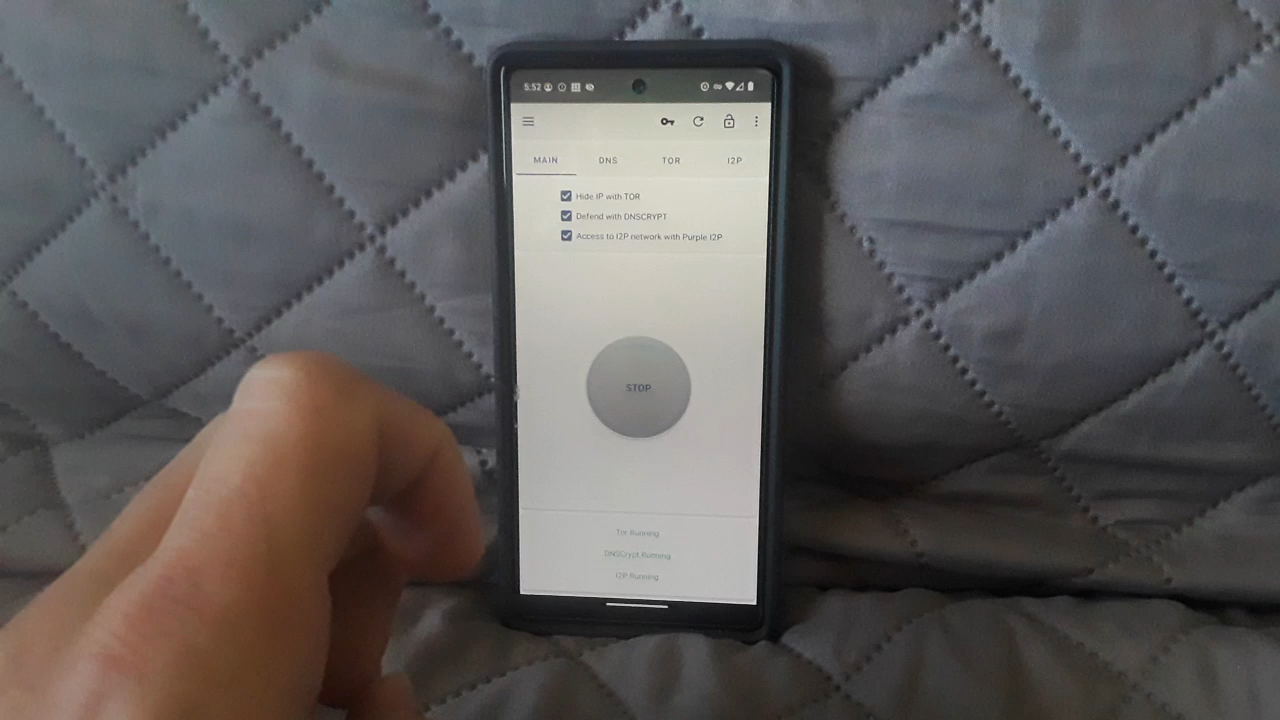 5:52
MAIN DNS TOR I2P
Hide IP with TOR
Defend with DNSCRYPT
Access to I2P network with Purple I2P
STOP
Tor Running
DNSCrypt Running
I2P Running